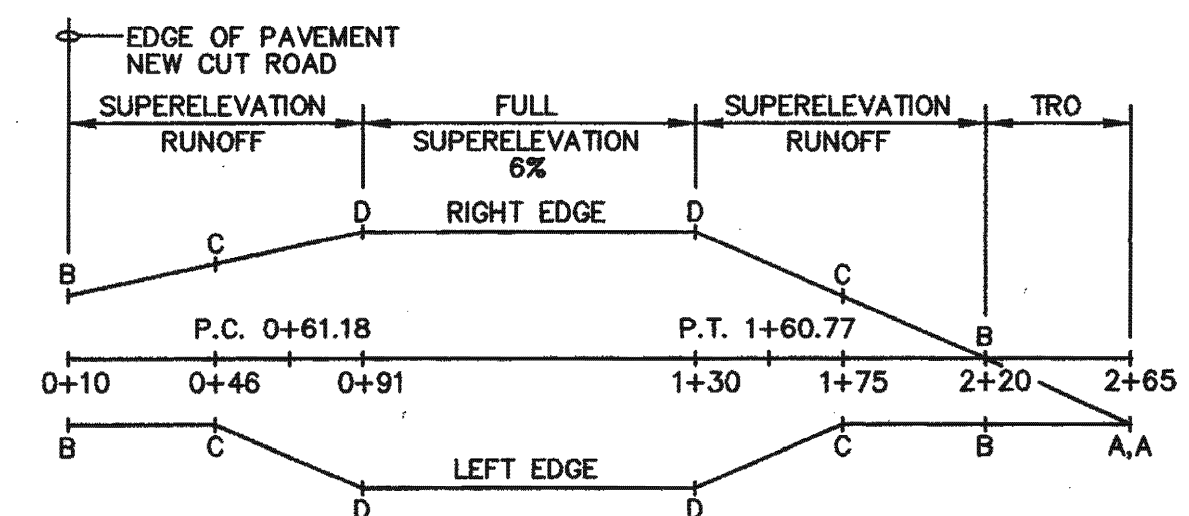 EDGE OF PAVEMENT
NEW CUT ROAD
SUPERELEVATION FULL SUPERELEVATION TRO
RUNOFF SUPERELEVATION RUNOFF
6%
D RIGHT EDGE D
C C
B
P.C. 0+61.18 P.T. 1+60.77 B
0+10 0+46 0+91 1+30 1+75 2+20 2+65
B C C B A,A
LEFT EDGE
D D